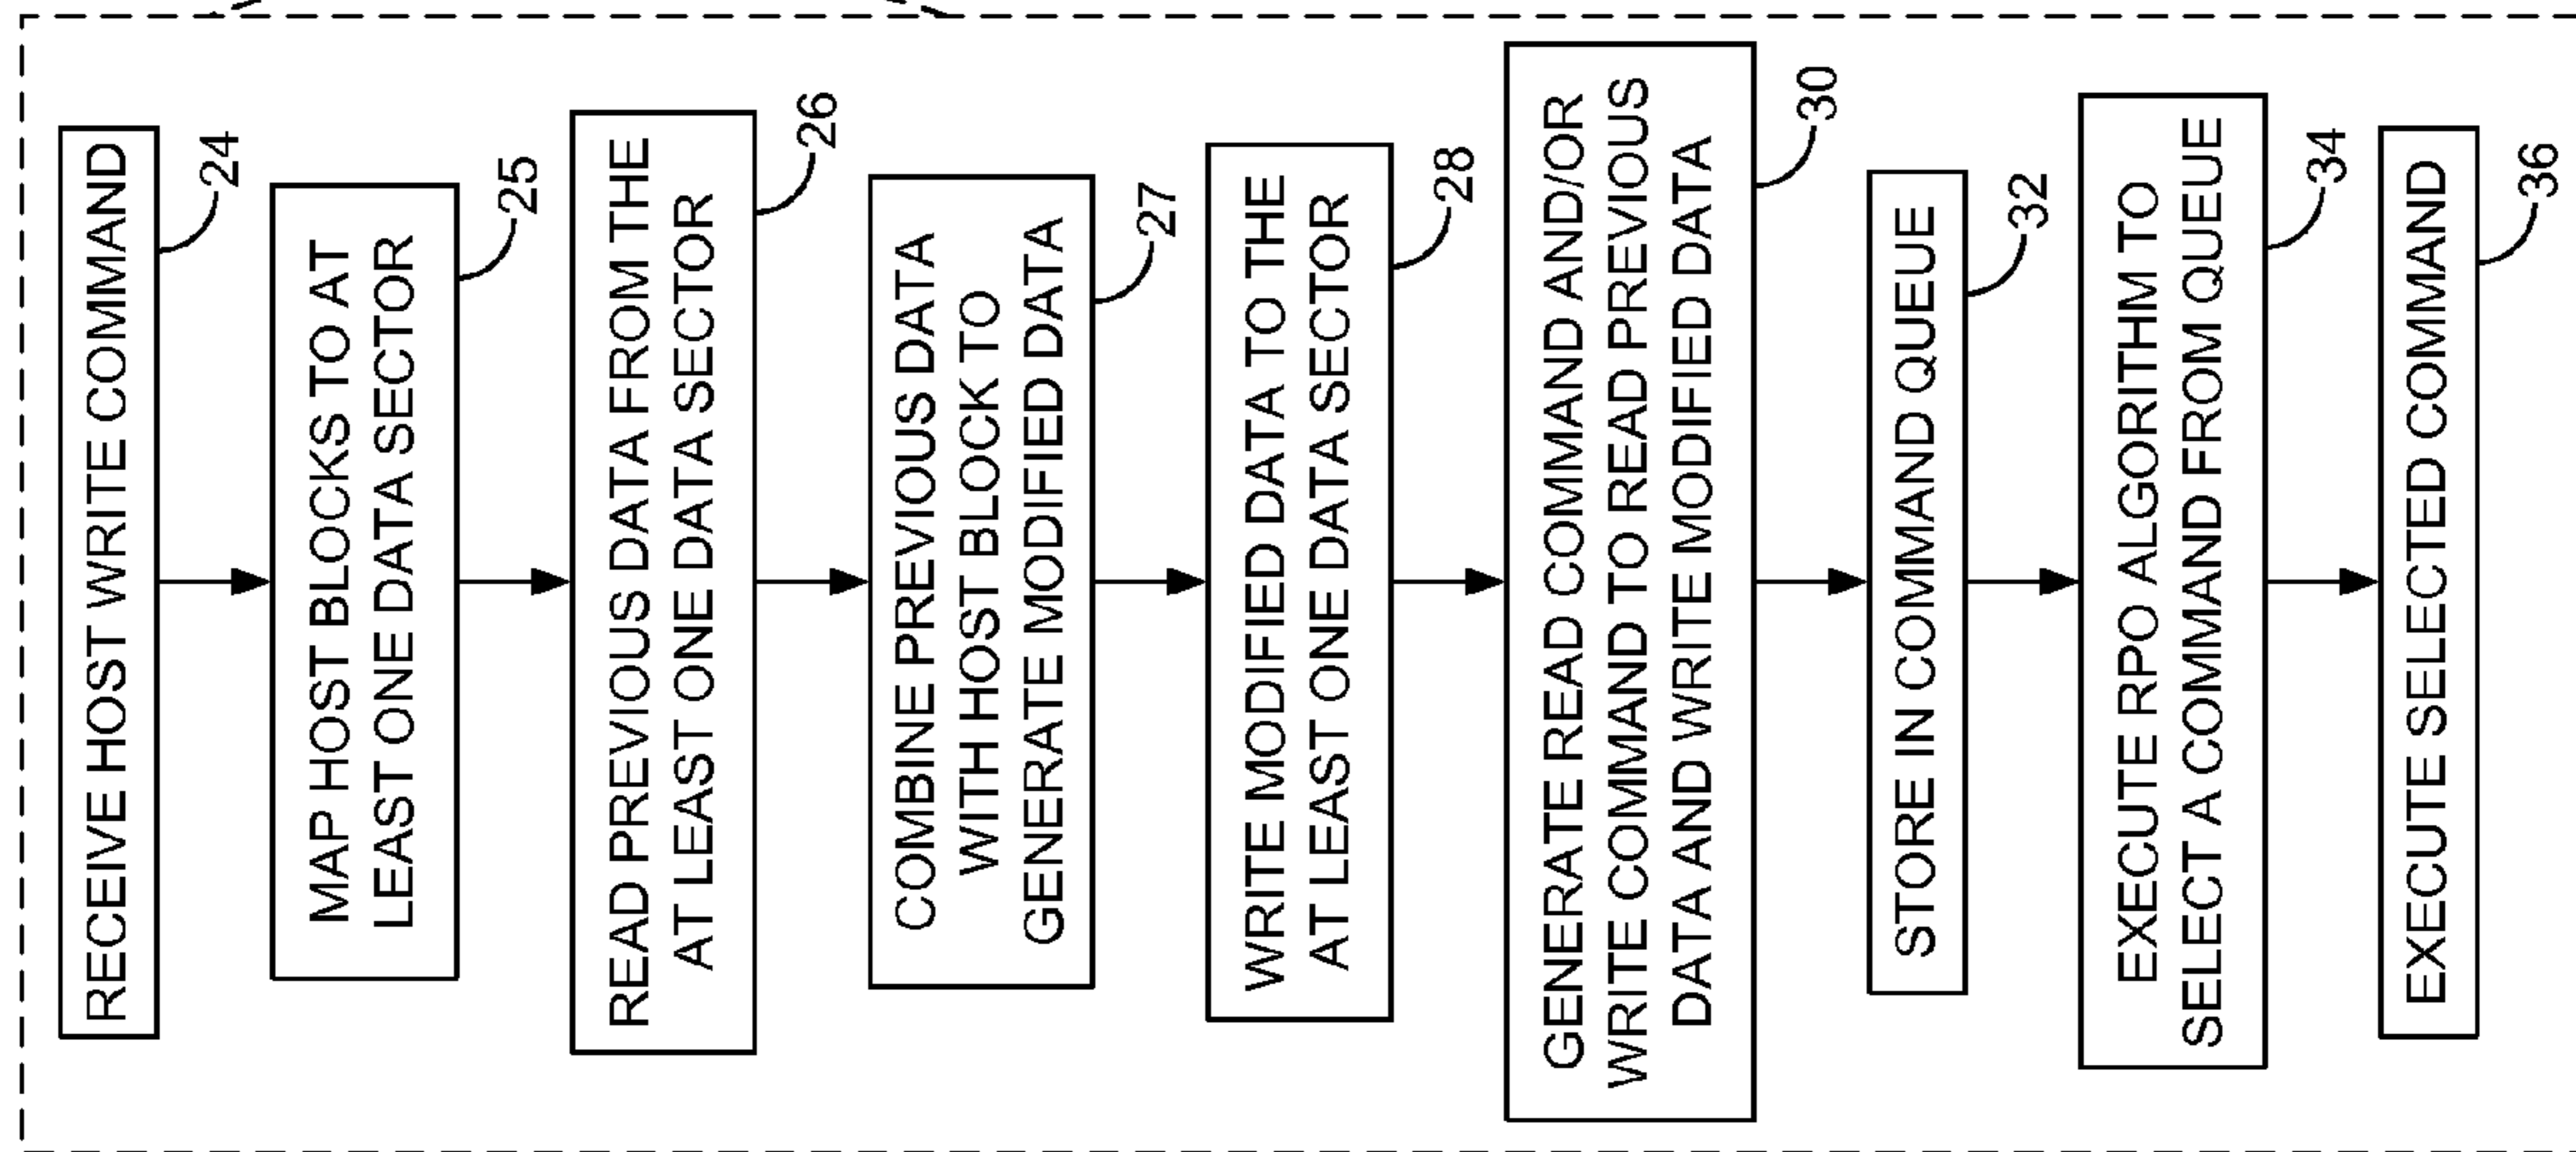 RECEIVE HOST WRITE COMMAND
24
MAP HOST BLOCKS TO AT
LEAST ONE DATA SECTOR
25
READ PREVIOUS DATA FROM THE
AT LEAST ONE DATA SECTOR
26
COMBINE PREVIOUS DATA
WITH HOST BLOCK TO
GENERATE MODIFIED DATA
27
WRITE MODIFIED DATA TO THE
AT LEAST ONE DATA SECTOR
28
GENERATE READ COMMAND AND/OR
WRITE COMMAND TO READ PREVIOUS
DATA AND WRITE MODIFIED DATA
30
STORE IN COMMAND QUEUE
32
EXECUTE RPO ALGORITHM TO
SELECT A COMMAND FROM QUEUE
34
EXECUTE SELECTED COMMAND
36